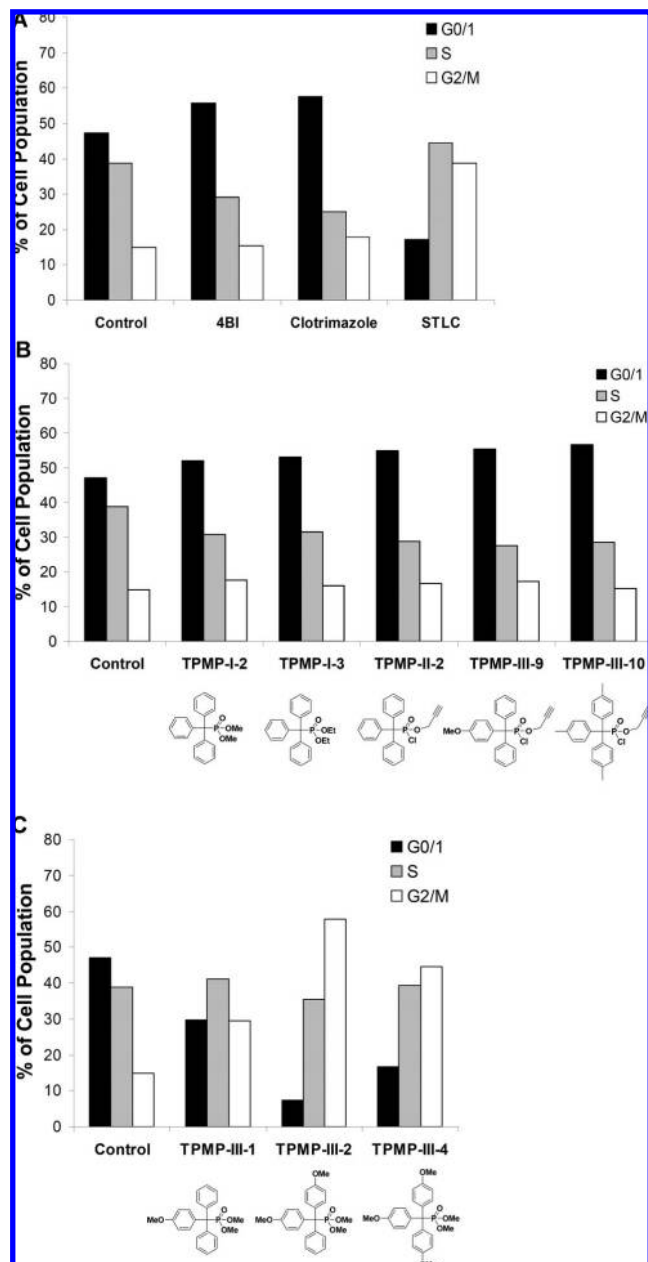 A
80
70
60
50
40
30
20
10
0
% of Cell Population
G0/1
S
G2/M
Control 4BI Clotrimazole STLC
B
80
70
60
50
40
30
20
10
0
% of Cell Population
G0/1
S
G2/M
Control TPMP-I-2 TPMP-I-3 TPMP-II-2 TPMP-III-9 TPMP-III-10
O
P OMe
OMe
O
P OEt
OEt
O
P O
Cl
MeO
O
P O
Cl
O
P O
Cl
C
80
70
60
50
40
30
20
10
0
% of Cell Population
G0/1
S
G2/M
Control TPMP-III-1 TPMP-III-2 TPMP-III-4
MeO
O
P OMe
OMe
OMe
MeO
O
P OMe
OMe
OMe
MeO
O
P OMe
OMe